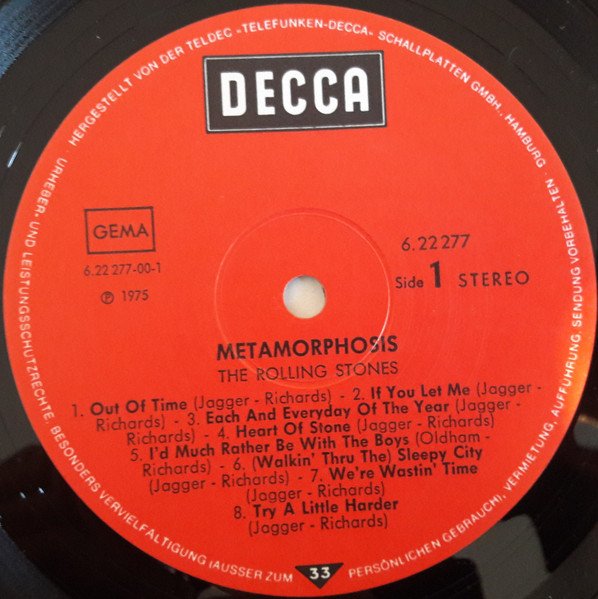 HERGESTELLT VON DER TELDEC »TELEFUNKEN-DECCA« SCHALLPLATTEN GMBH., HAMBURG
DECCA
GEMA
6.22 277-00-1
℗ 1975
6.22 277
Side 1 STEREO
METAMORPHOSIS
THE ROLLING STONES
1. Out Of Time (Jagger - Richards) - 2. If You Let Me (Jagger -
Richards) - 3. Each And Everyday Of The Year (Jagger -
Richards) - 4. Heart Of Stone (Jagger - Richards)
5. I'd Much Rather Be With The Boys (Oldham -
Richards) - 6. (Walkin' Thru The) Sleepy City
(Jagger - Richards) - 7. We're Wastin' Time
(Jagger - Richards)
8. Try A Little Harder
(Jagger - Richards)
URHEBER- UND LEISTUNGSSCHUTZRECHTE, BESONDERS VERVIELFALTIGUNG (AUSSER ZUM PERSÖNLICHEN GEBRAUCH), VERMIETUNG, AUFFÜHRUNG, SENDUNG VORBEHALTEN
33